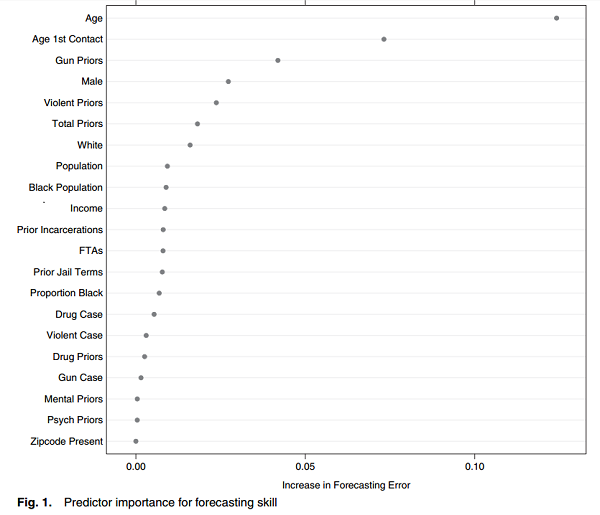 Age
Age 1st Contact
Gun Priors
Male
Violent Priors
Total Priors
White
Population
Black Population
Income
Prior Incarcerations
FTAs
Prior Jail Terms
Proportion Black
Drug Case
Violent Case
Drug Priors
Gun Case
Mental Priors
Psych Priors
Zipcode Present
0.00 0.05 0.10
Increase in Forecasting Error
Fig. 1. Predictor importance for forecasting skill